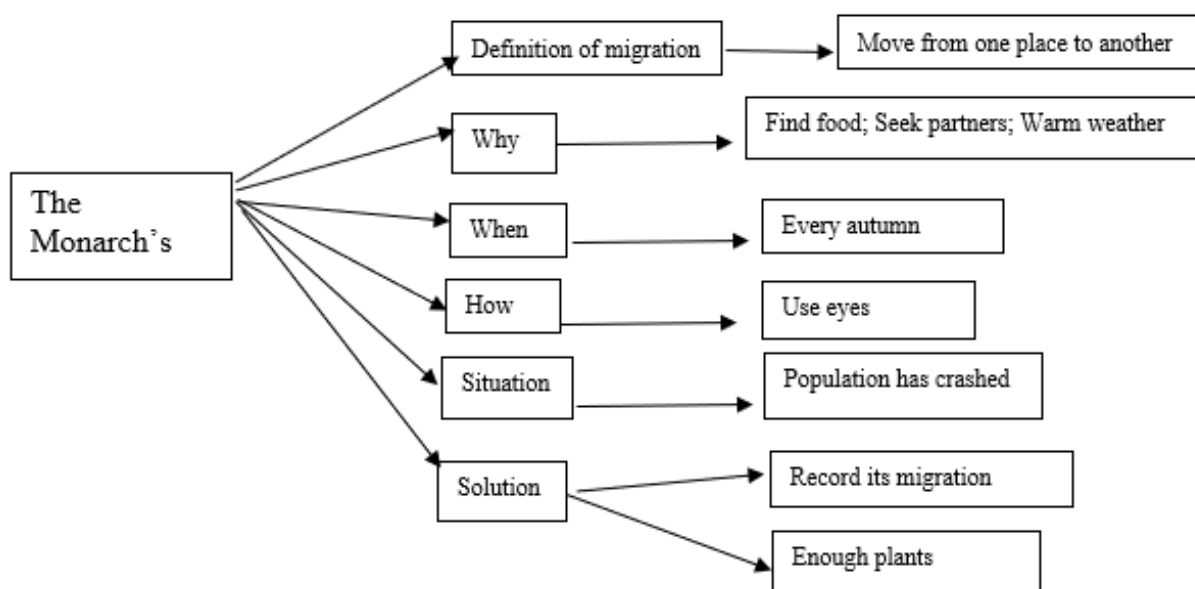 Definition of migration
Move from one place to another
Why
Find food; Seek partners; Warm weather
The
Monarch's
When
Every autumn
How
Use eyes
Situation
Population has crashed
Solution
Record its migration
Enough plants